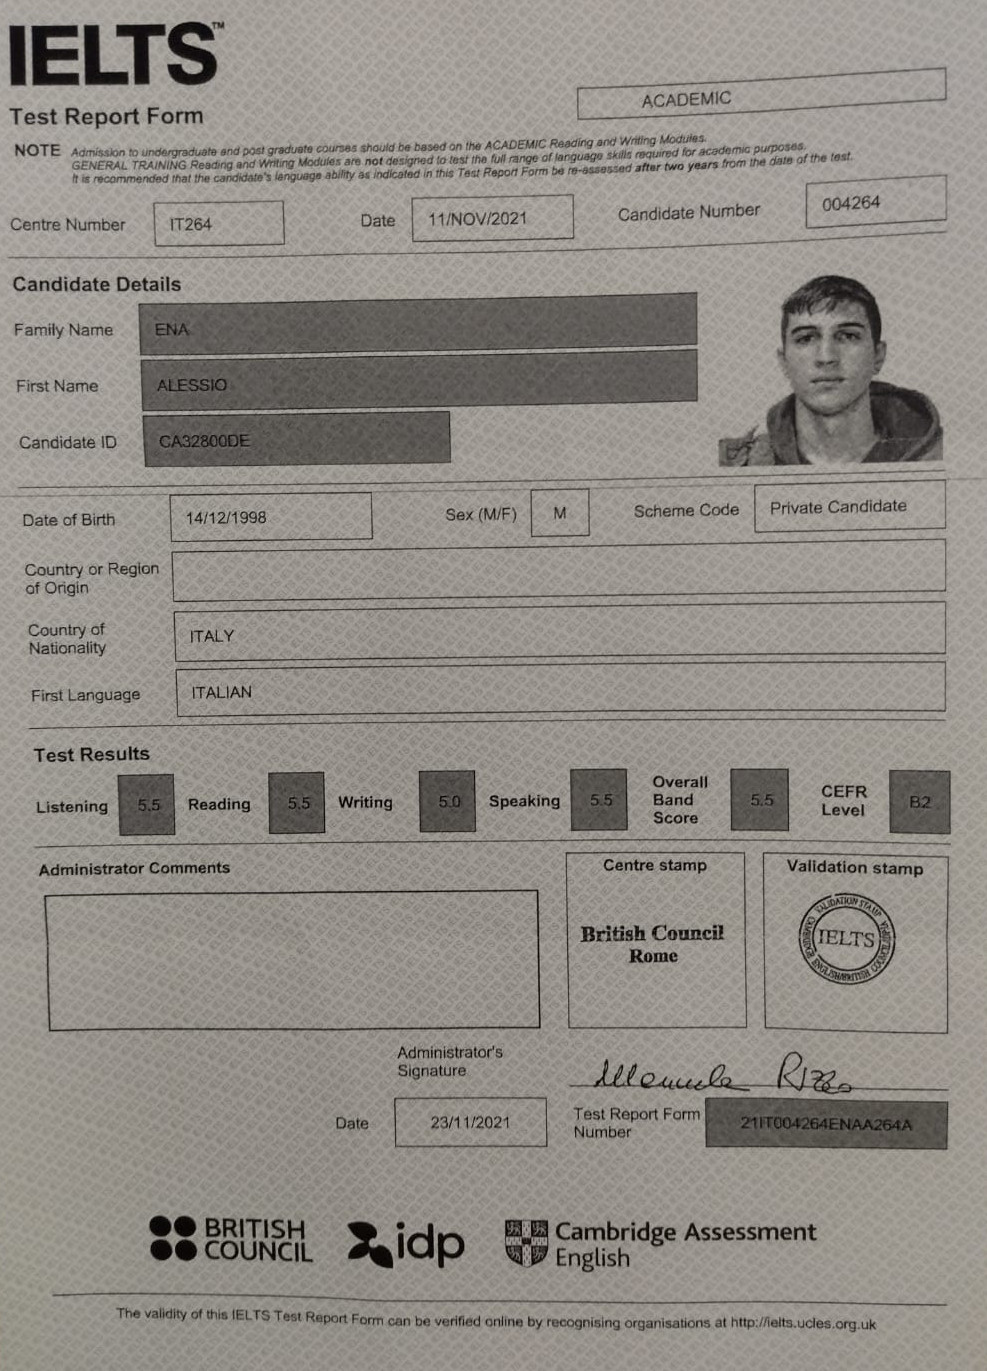 IELTS™
Test Report Form
ACADEMIC
NOTE Admission to undergraduate and post graduate courses should be based on the ACADEMIC Reading and Writing Modules.
GENERAL TRAINING Reading and Writing Modules are not designed to test the full range of language skills required for academic purposes.
It is recommended that the candidate's language ability as indicated in this Test Report Form be re-assessed after two years from the date of the test.
Centre Number IT264 Date 11/NOV/2021 Candidate Number 004264
Candidate Details
Family Name ENA
First Name ALESSIO
Candidate ID CA32800DE
Date of Birth 14/12/1998 Sex (M/F) M Scheme Code Private Candidate
Country or Region
of Origin
Country of
Nationality ITALY
First Language ITALIAN
Test Results
Listening 5.5 Reading 5.5 Writing 5.0 Speaking 5.5 Overall Band Score 5.5 CEFR Level B2
Administrator Comments
Centre stamp
British Council
Rome
Validation stamp
VALIDATION STAMP
IELTS
Administrator's
Signature
Manuela Rizzo
Date 23/11/2021
Test Report Form
Number 21IT004264ENAA264A
BRITISH
COUNCIL
idp
Cambridge Assessment
English
The validity of this IELTS Test Report Form can be verified online by recognising organisations at http://ielts.ucles.org.uk